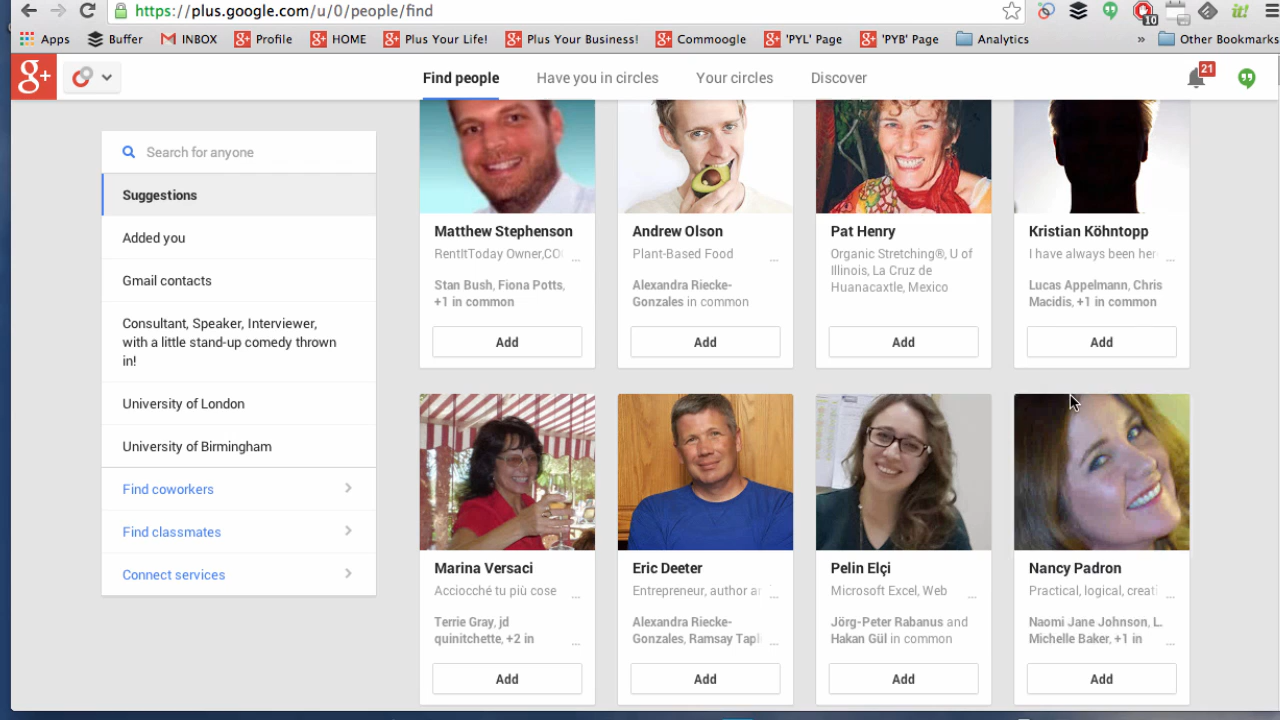 https://plus.google.com/u/0/people/find
10
it!
Apps Buffer INBOX Profile HOME Plus Your Life! Plus Your Business! Commoogle 'PYL' Page 'PYB' Page Analytics » Other Bookmarks
g+ Find people Have you in circles Your circles Discover 21
Search for anyone
Suggestions
Added you
Gmail contacts
Consultant, Speaker, Interviewer,
with a little stand-up comedy thrown
in!
University of London
University of Birmingham
Find coworkers
Find classmates
Connect services
Matthew Stephenson
RentItToday Owner,CO ...
Stan Bush, Fiona Potts,
+1 in common
Add
Andrew Olson
Plant-Based Food ...
Alexandra Riecke-
Gonzales in common
Add
Pat Henry
Organic Stretching®, U of
Illinois, La Cruz de
Huanacaxtle, Mexico
Add
Kristian Köhntopp
I have always been her ...
Lucas Appelmann, Chris
Macidis, +1 in common
Add
Marina Versaci
Acciocché tu più cose ...
Terrie Gray, jd
quinitchette, +2 in ...
Add
Eric Deeter
Entrepreneur, author ar ...
Alexandra Riecke-
Gonzales, Ramsay Tapl ...
Add
Pelin Elçi
Microsoft Excel, Web ...
Jörg-Peter Rabanus and
Hakan Gül in common
Add
Nancy Padron
Practical, logical, creati ...
Naomi Jane Johnson, L.
Michelle Baker, +1 in ...
Add